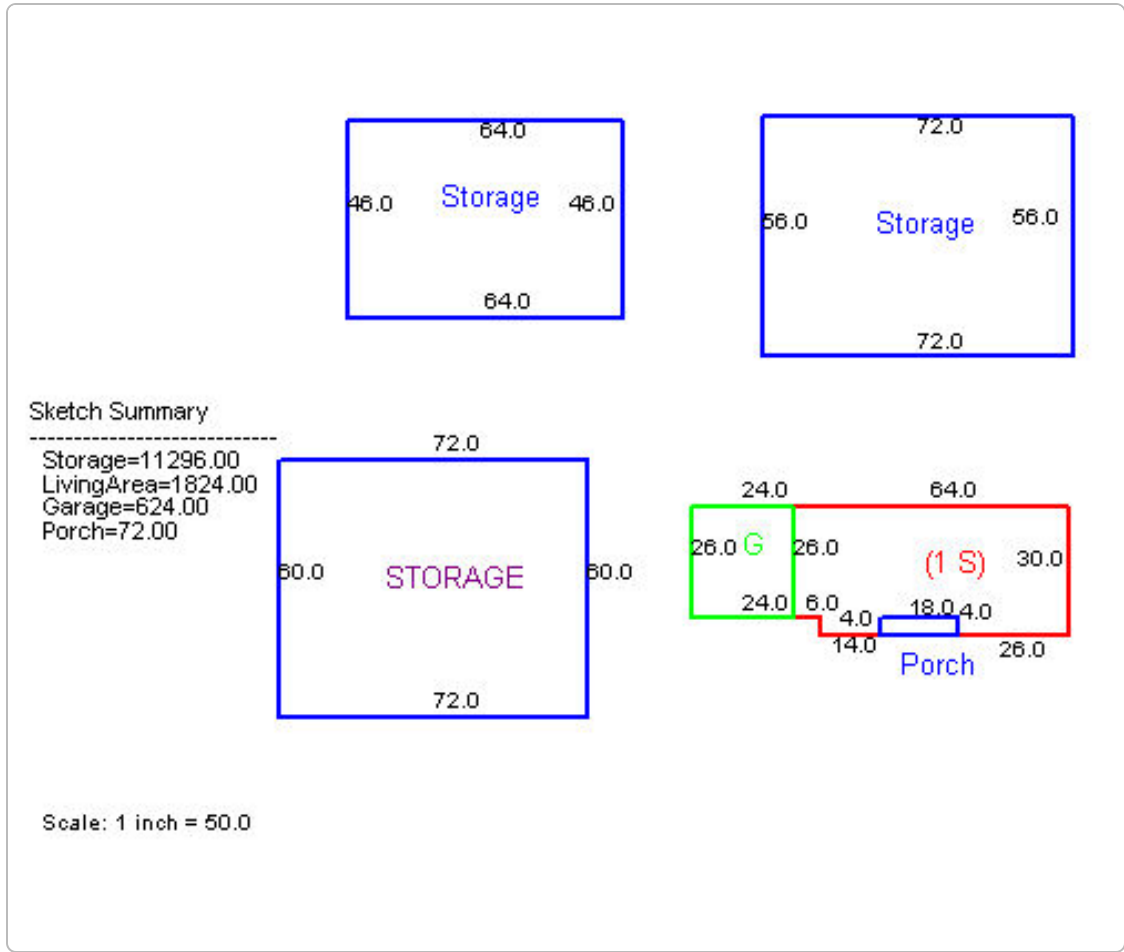 64.0
46.0 Storage 46.0
64.0
72.0
56.0 Storage 56.0
72.0
Sketch Summary
----------------------------
Storage=11296.00
LivingArea=1824.00
Garage=624.00
Porch=72.00
72.0
60.0 STORAGE 60.0
72.0
24.0 64.0
26.0 G 26.0 (1 S) 30.0
24.0 6.0 4.0 18.0 4.0
14.0 26.0
Porch
Scale: 1 inch = 50.0